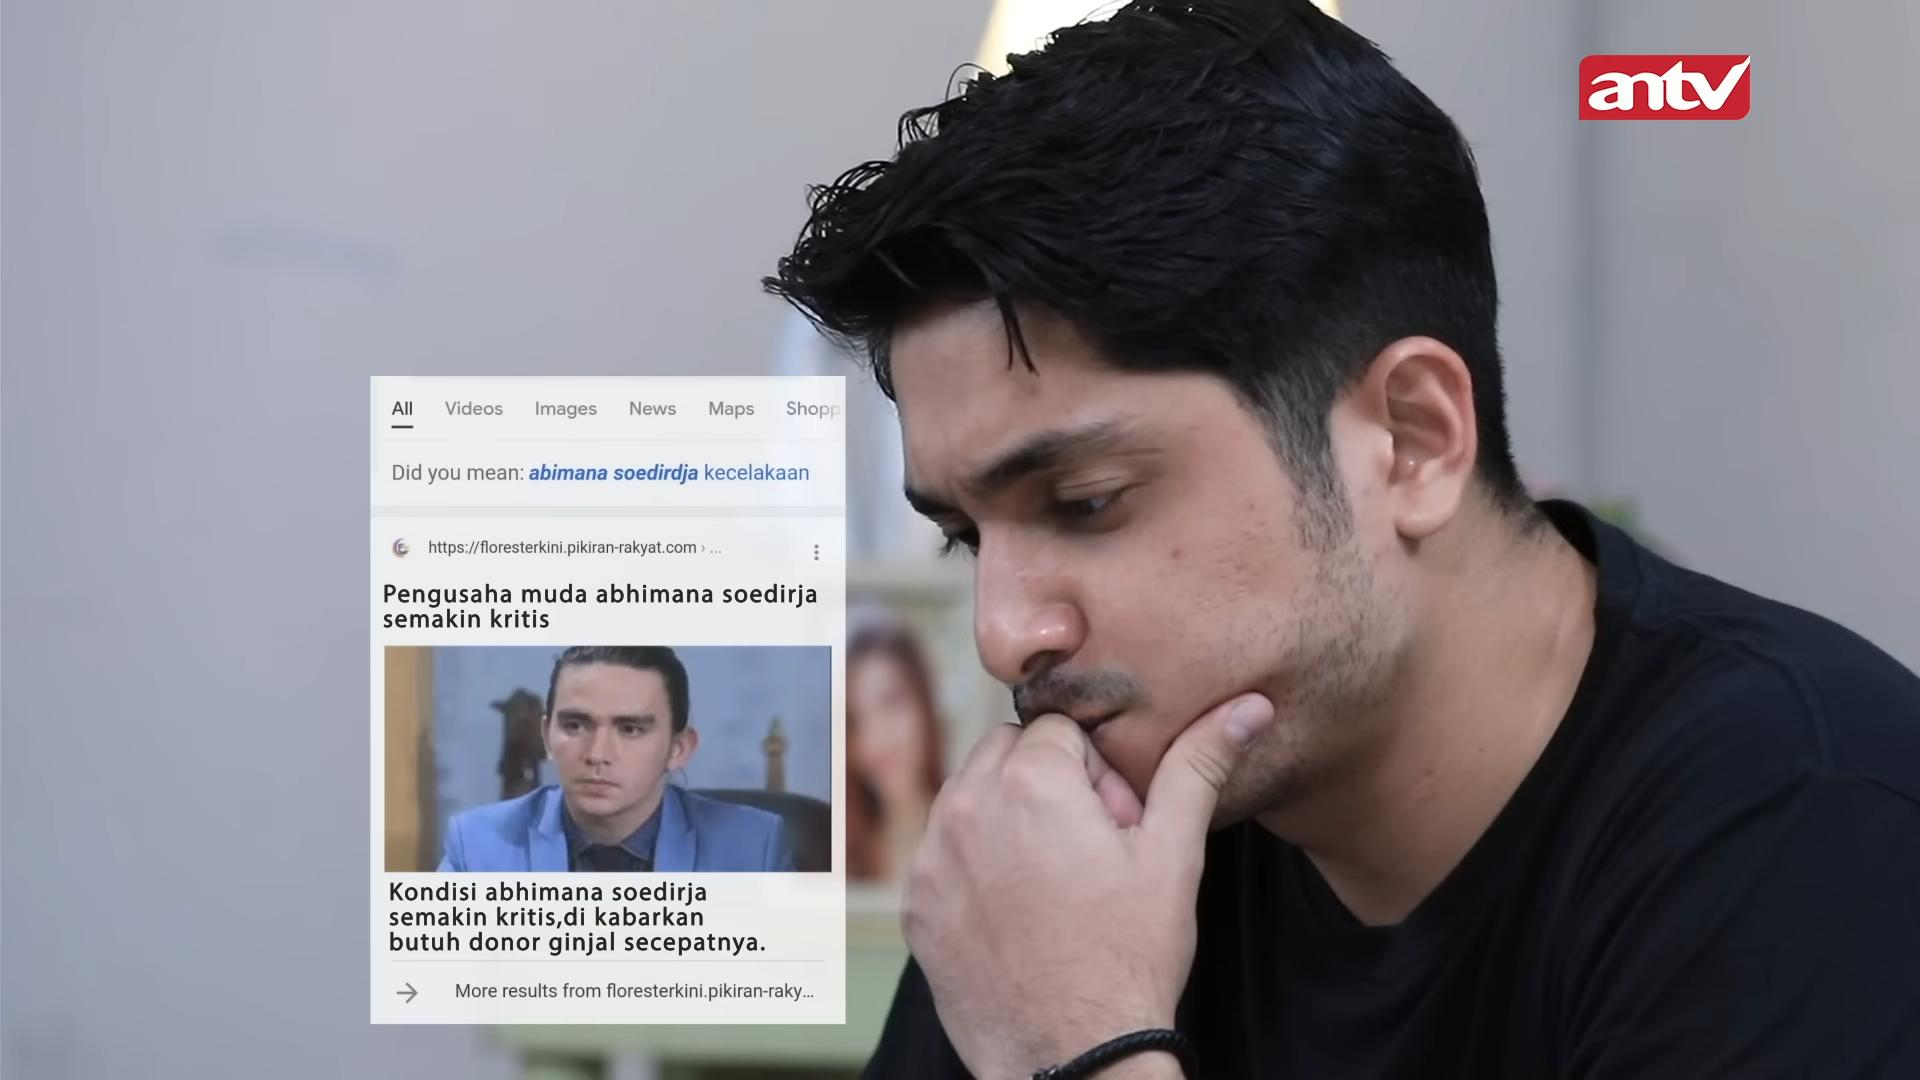 antv
All Videos Images News Maps Shopp
Did you mean: abimana soedirdja kecelakaan
https://floresterkini.pikiran-rakyat.com › ...
Pengusaha muda abhimana soedirja
semakin kritis
Kondisi abhimana soedirja
semakin kritis,di kabarkan
butuh donor ginjal secepatnya.
More results from floresterkini.pikiran-raky...